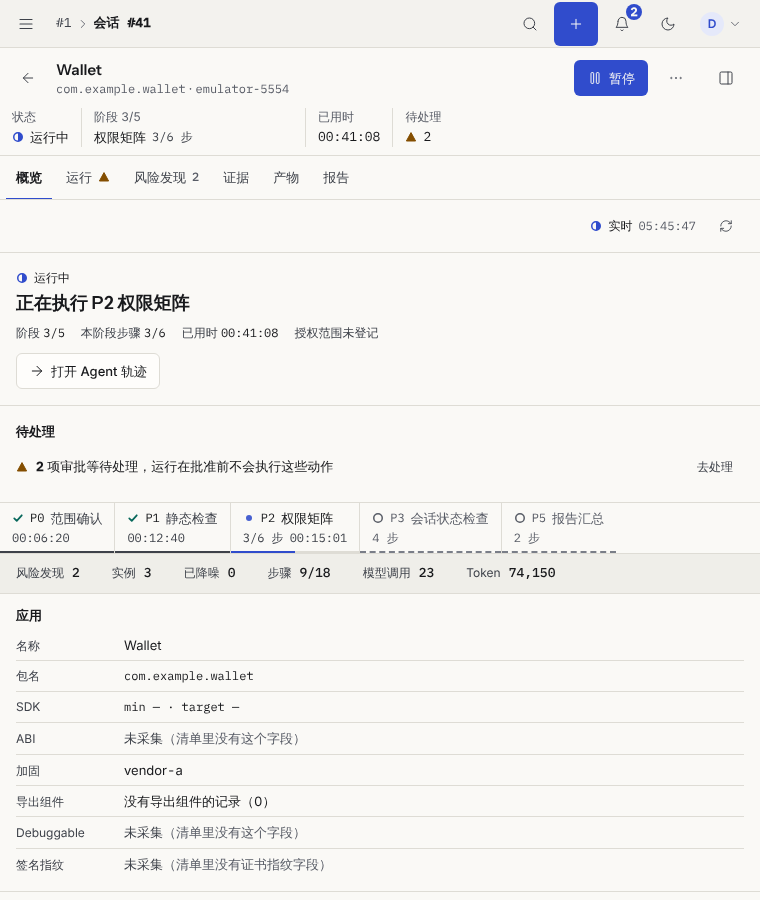 #1 > 会话 #41
2
D
Wallet
com.example.wallet·emulator-5554
暂停
状态 阶段 3/5 已用时 待处理
运行中 权限矩阵 3/6 步 00:41:08 2
概览 运行 风险发现 2 证据 产物 报告
实时 05:45:47
运行中
正在执行 P2 权限矩阵
阶段 3/5 本阶段步骤 3/6 已用时 00:41:08 授权范围未登记
打开 Agent 轨迹
待处理
2 项审批等待处理，运行在批准前不会执行这些动作 去处理
P0 范围确认 P1 静态检查 P2 权限矩阵 P3 会话状态检查 P5 报告汇总
00:06:20 00:12:40 3/6 步 00:15:01 4 步 2 步
风险发现 2 实例 3 已降噪 0 步骤 9/18 模型调用 23 Token 74,150
应用
名称 Wallet
包名 com.example.wallet
SDK min — · target —
ABI 未采集（清单里没有这个字段）
加固 vendor-a
导出组件 没有导出组件的记录（0）
Debuggable 未采集（清单里没有这个字段）
签名指纹 未采集（清单里没有证书指纹字段）